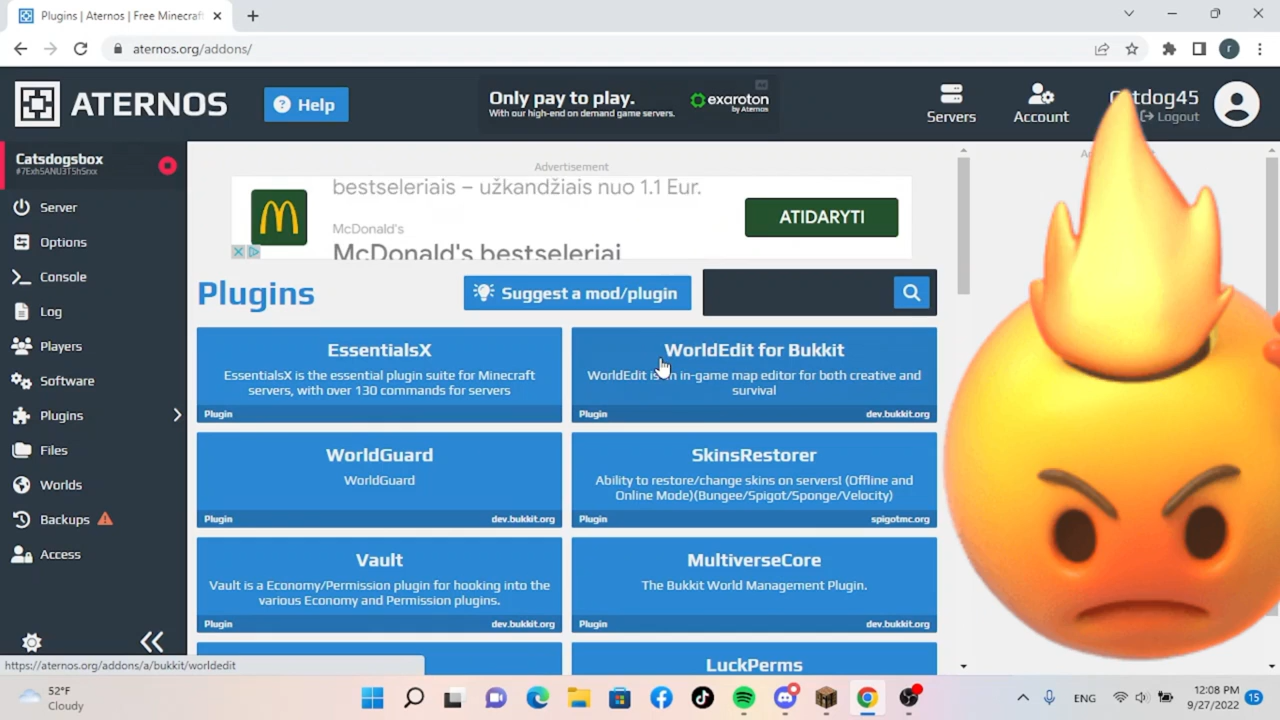 Plugins | Aternos | Free Minecraft
aternos.org/addons/
r
ATERNOS
? Help
Only pay to play.
With our high-end on demand game servers.
exaroton
by Aternos
Servers
Account
Logout
Catsdogsbox
Server
Options
Console
Log
Players
Software
Plugins
Files
Worlds
Backups
Access
Advertisement
bestseleriais – užkandžiais nuo 1.1 Eur.
McDonald's
McDonald's bestseleriai
ATIDARYTI
Plugins
Suggest a mod/plugin
EssentialsX
EssentialsX is the essential plugin suite for Minecraft
servers, with over 130 commands for servers
Plugin
WorldEdit for Bukkit
WorldEdit is in in-game map editor for both creative and
survival
Plugin
dev.bukkit.org
WorldGuard
WorldGuard
Plugin
dev.bukkit.org
SkinsRestorer
Ability to restore/change skins on servers! (Offline and
Online Mode)(Bungee/Spigot/Sponge/Velocity)
Plugin
spigotmc.org
Vault
Vault is a Economy/Permission plugin for hooking into the
various Economy and Permission plugins.
Plugin
dev.bukkit.org
MultiverseCore
The Bukkit World Management Plugin.
Plugin
dev.bukkit.org
LuckPerms
https://aternos.org/addons/a/bukkit/worldedit
52°F
Cloudy
ENG
12:08 PM
9/27/2022
15